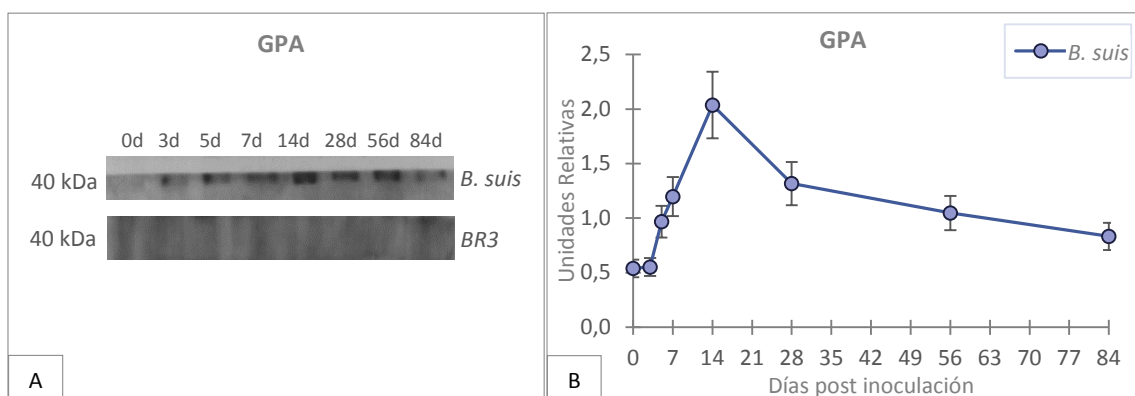 GPA
0d 3d 5d 7d 14d 28d 56d 84d
40 kDa B. suis
40 kDa BR3
A
GPA
B. suis
2,5
2,0
1,5
1,0
0,5
0,0
Unidades Relativas
0 7 14 21 28 35 42 49 56 63 70 77 84
Días post inoculación
B